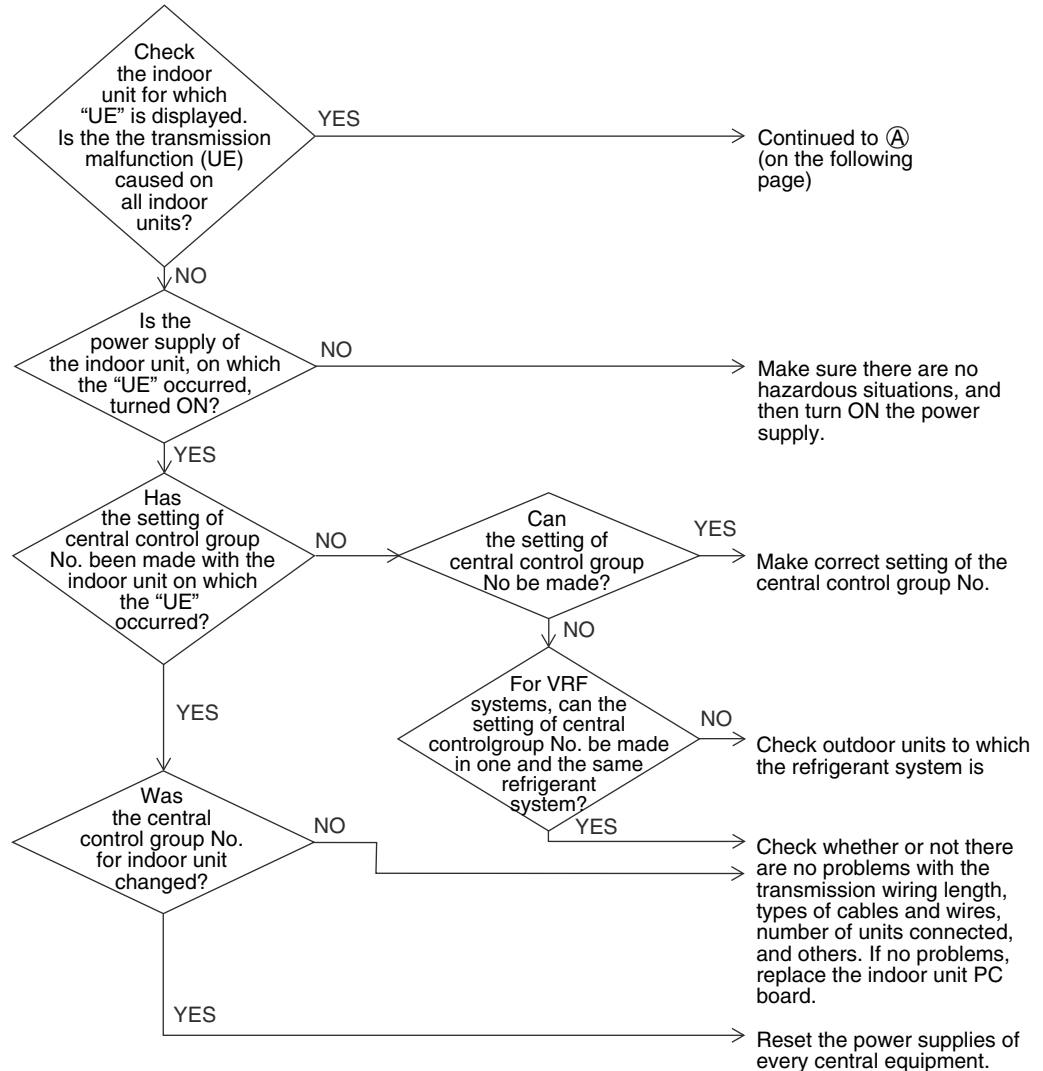 Check
the indoor
unit for which
“UE” is displayed.
Is the the transmission
malfunction (UE)
caused on
all indoor
units?
YES
Continued to Ⓐ
(on the following
page)
NO
Is the
power supply of
the indoor unit, on which
the “UE” occurred,
turned ON?
NO
Make sure there are no
hazardous situations, and
then turn ON the power
supply.
YES
Has
the setting of
central control group
No. been made with the
indoor unit on which
the “UE”
occurred?
NO
Can
the setting of
central control group
No be made?
YES
Make correct setting of the
central control group No.
NO
For VRF
systems, can the
setting of central
controlgroup No. be made
in one and the same
refrigerant
system?
NO
Check outdoor units to which
the refrigerant system is
YES
YES
Was
the central
control group No.
for indoor unit
changed?
NO
Check whether or not there
are no problems with the
transmission wiring length,
types of cables and wires,
number of units connected,
and others. If no problems,
replace the indoor unit PC
board.
YES
Reset the power supplies of
every central equipment.